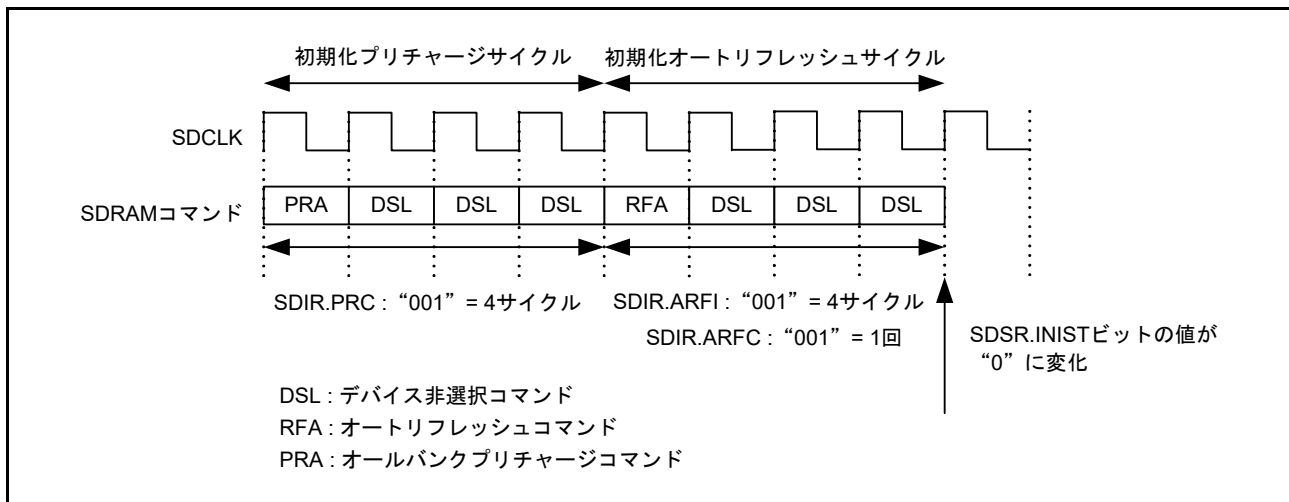 初期化プリチャージサイクル
初期化オートリフレッシュサイクル
SDCLK
SDRAMコマンド
PRA
DSL
DSL
DSL
RFA
DSL
DSL
DSL
SDIR.PRC : “001” = 4サイクル
SDIR.ARFI : “001” = 4サイクル
SDIR.ARFC : “001” = 1回
SDSR.INISTビットの値が
“0” に変化
DSL : デバイス非選択コマンド
RFA : オートリフレッシュコマンド
PRA : オールバンクプリチャージコマンド